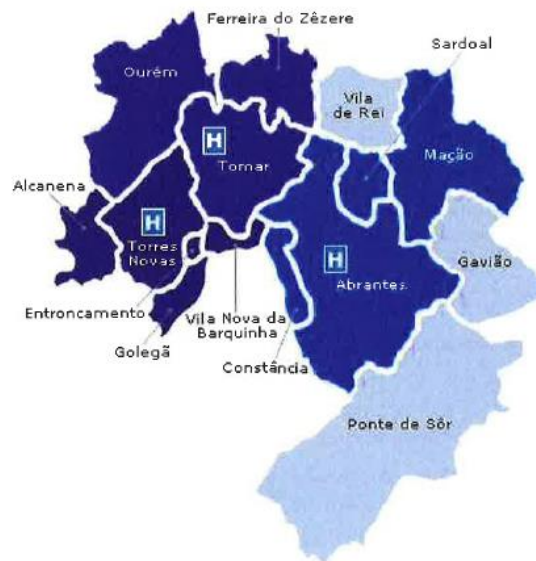 Ferreira do Zêzere
Sardoal
Ourém
Vila
de Rei
H
Tomar
Mação
Alcanena
H
Torres
Novas
Gavião
H
Abrantes
Entroncamento
Vila Nova da
Barquinha
Golegã
Constância
Ponte de Sôr